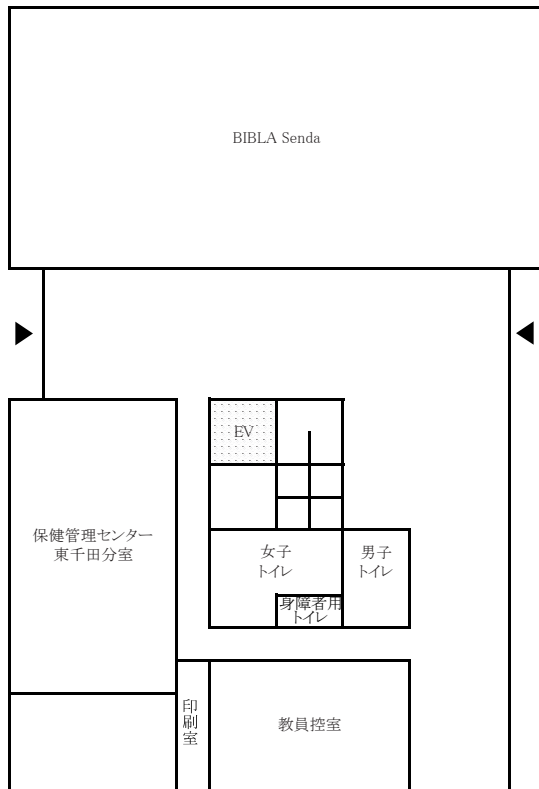 BIBLA Senda
EV
保健管理センター
東千田分室
女子
トイレ
男子
トイレ
身障者用
トイレ
印刷室
教員控室